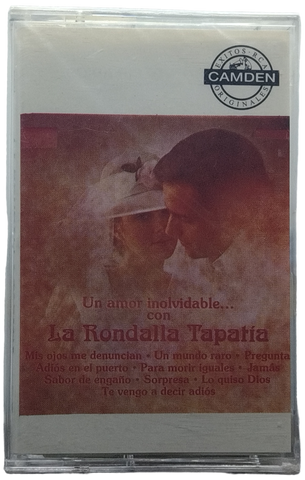 EXITOS RCA
CAMDEN
ORIGINALES
Un amor inolvidable...
con
La Rondalla Tapatía
Mis ojos me denuncian • Un mundo raro • Pregunta
Adiós en el puerto • Para morir iguales • Jamás
Sabor de engaño • Sorpresa • Lo quiso Dios
Te vengo a decir adiós